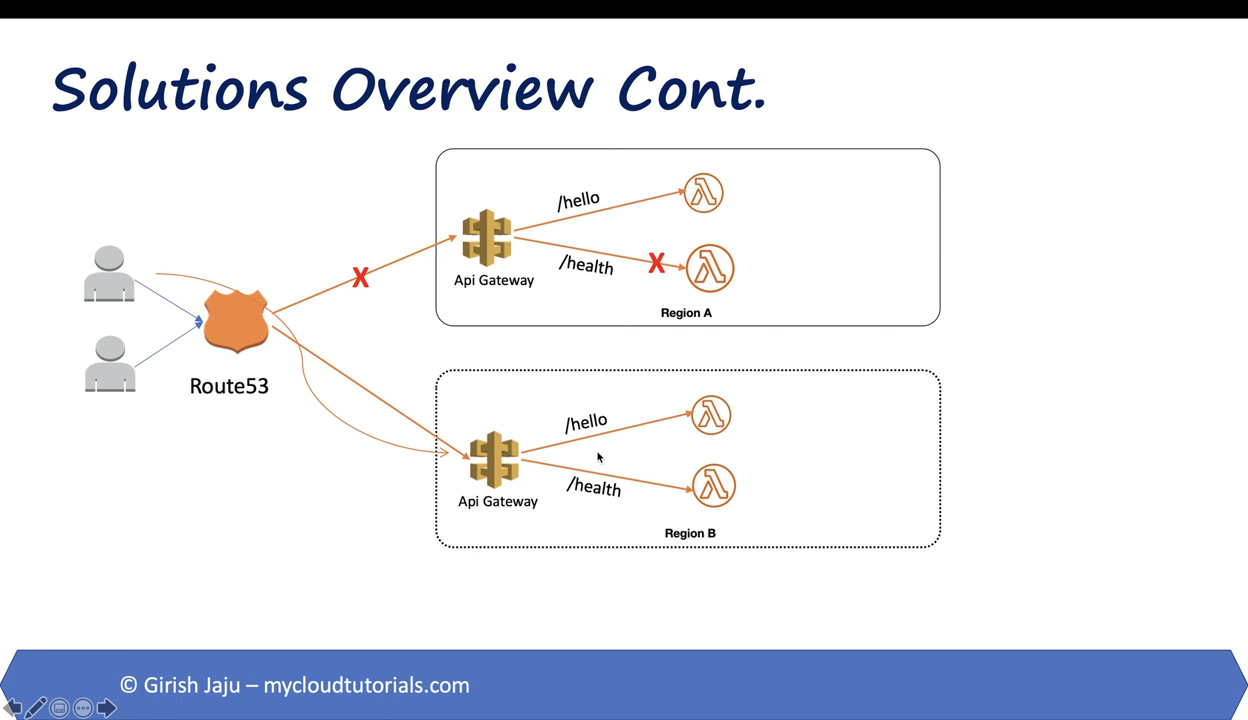 Solutions Overview Cont.
/hello
X
/health
X
Api Gateway
Region A
Route53
/hello
/health
Api Gateway
Region B
© Girish Jaju – mycloudtutorials.com